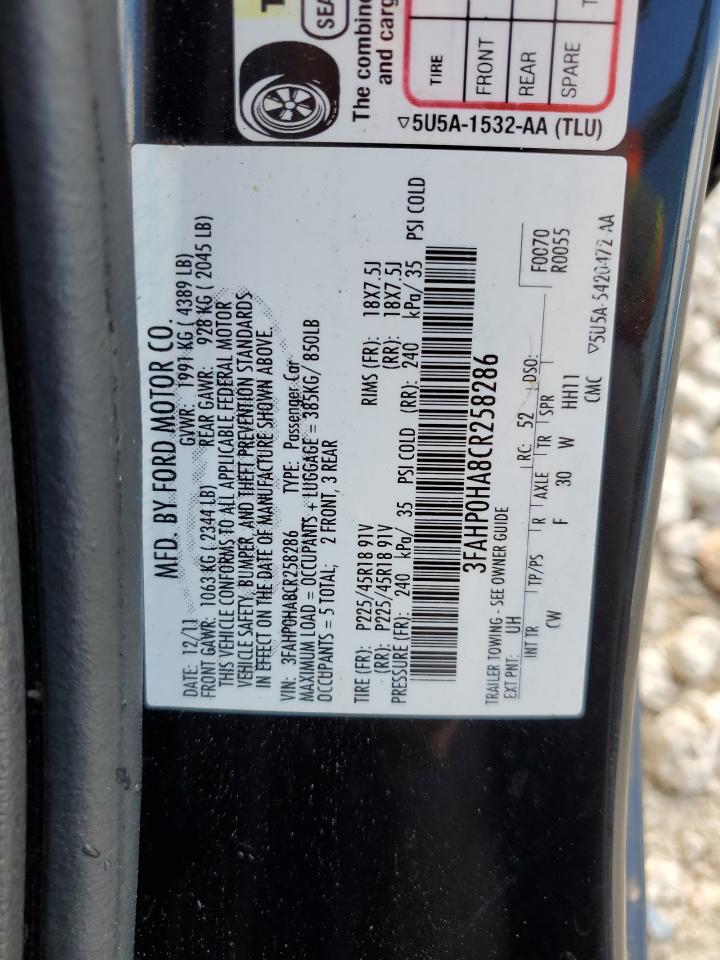 SEA
The combine
and carg
TIRE
FRONT
REAR
SPARE
T
5U5A-1532-AA (TLU)
MFD. BY FORD MOTOR CO.
DATE: 12/11 GVWR: 1991 KG ( 4389 LB)
FRONT GAWR: 1063 KG ( 2344 LB) REAR GAWR: 928 KG ( 2045 LB)
THIS VEHICLE CONFORMS TO ALL APPLICABLE FEDERAL MOTOR
VEHICLE SAFETY, BUMPER, AND THEFT PREVENTION STANDARDS
IN EFFECT ON THE DATE OF MANUFACTURE SHOWN ABOVE.
VIN: 3FAHP0HA8CR258286 TYPE: Passenger Car
MAXIMUM LOAD = OCCUPANTS + LUGGAGE = 385KG/ 850LB
OCCUPANTS = 5 TOTAL; 2 FRONT, 3 REAR
TIRE (FR): P225/45R18 91V RIMS (FR): 18X7.5J
(RR): P225/45R18 91V (RR): 18X7.5J
PRESSURE (FR): 240 kPa/ 35 PSI COLD (RR): 240 kPa/ 35 PSI COLD
3FAHP0HA8CR258286
TRAILER TOWING - SEE OWNER GUIDE
EXT PNT: UH RC: 52 DSO: F0070
R0055
INT TR TP/PS R AXLE TR SPR
CW F 30 W HH11
CMC 5U5A-5420472-AA